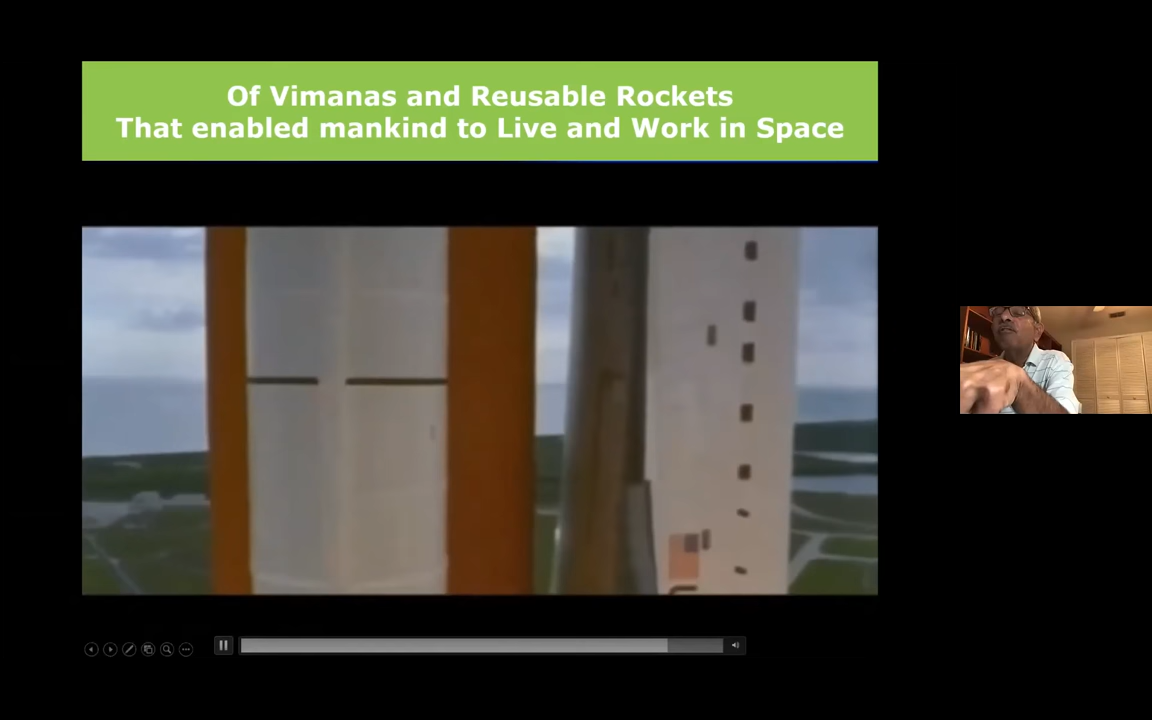 Of Vimanas and Reusable Rockets
That enabled mankind to Live and Work in Space